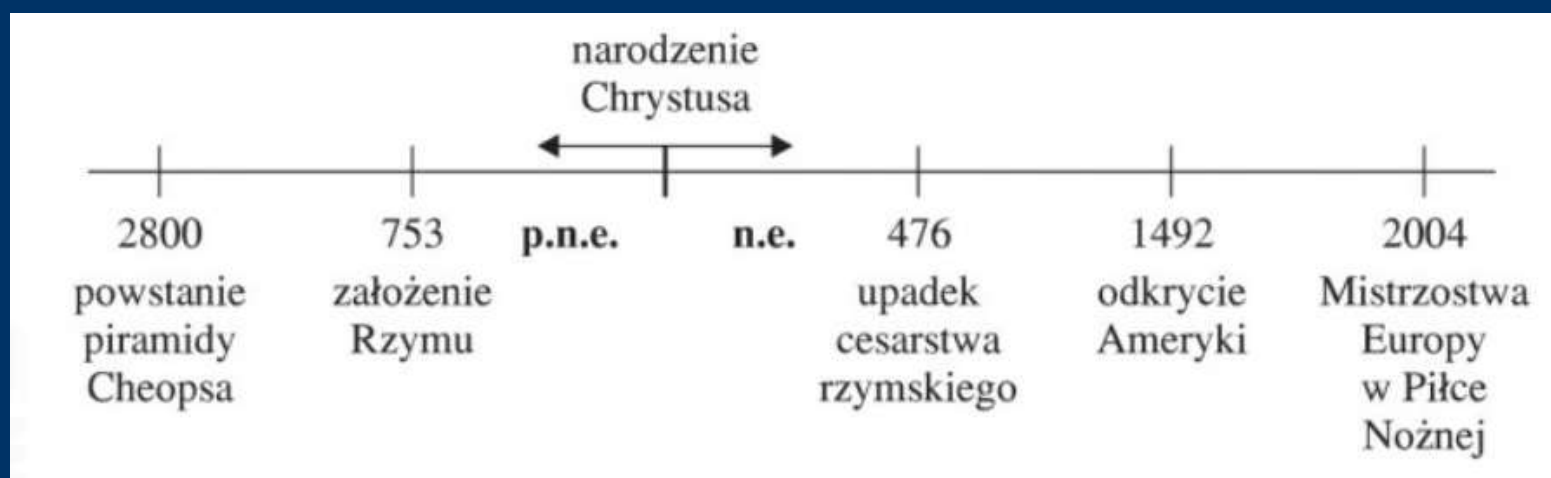 narodzenie
Chrystusa
2800 753 p.n.e. n.e. 476 1492 2004
powstanie
piramidy
Cheopsa
założenie
Rzymu
upadek
cesarstwa
rzymskiego
odkrycie
Ameryki
Mistrzostwa
Europy
w Piłce
Nożnej